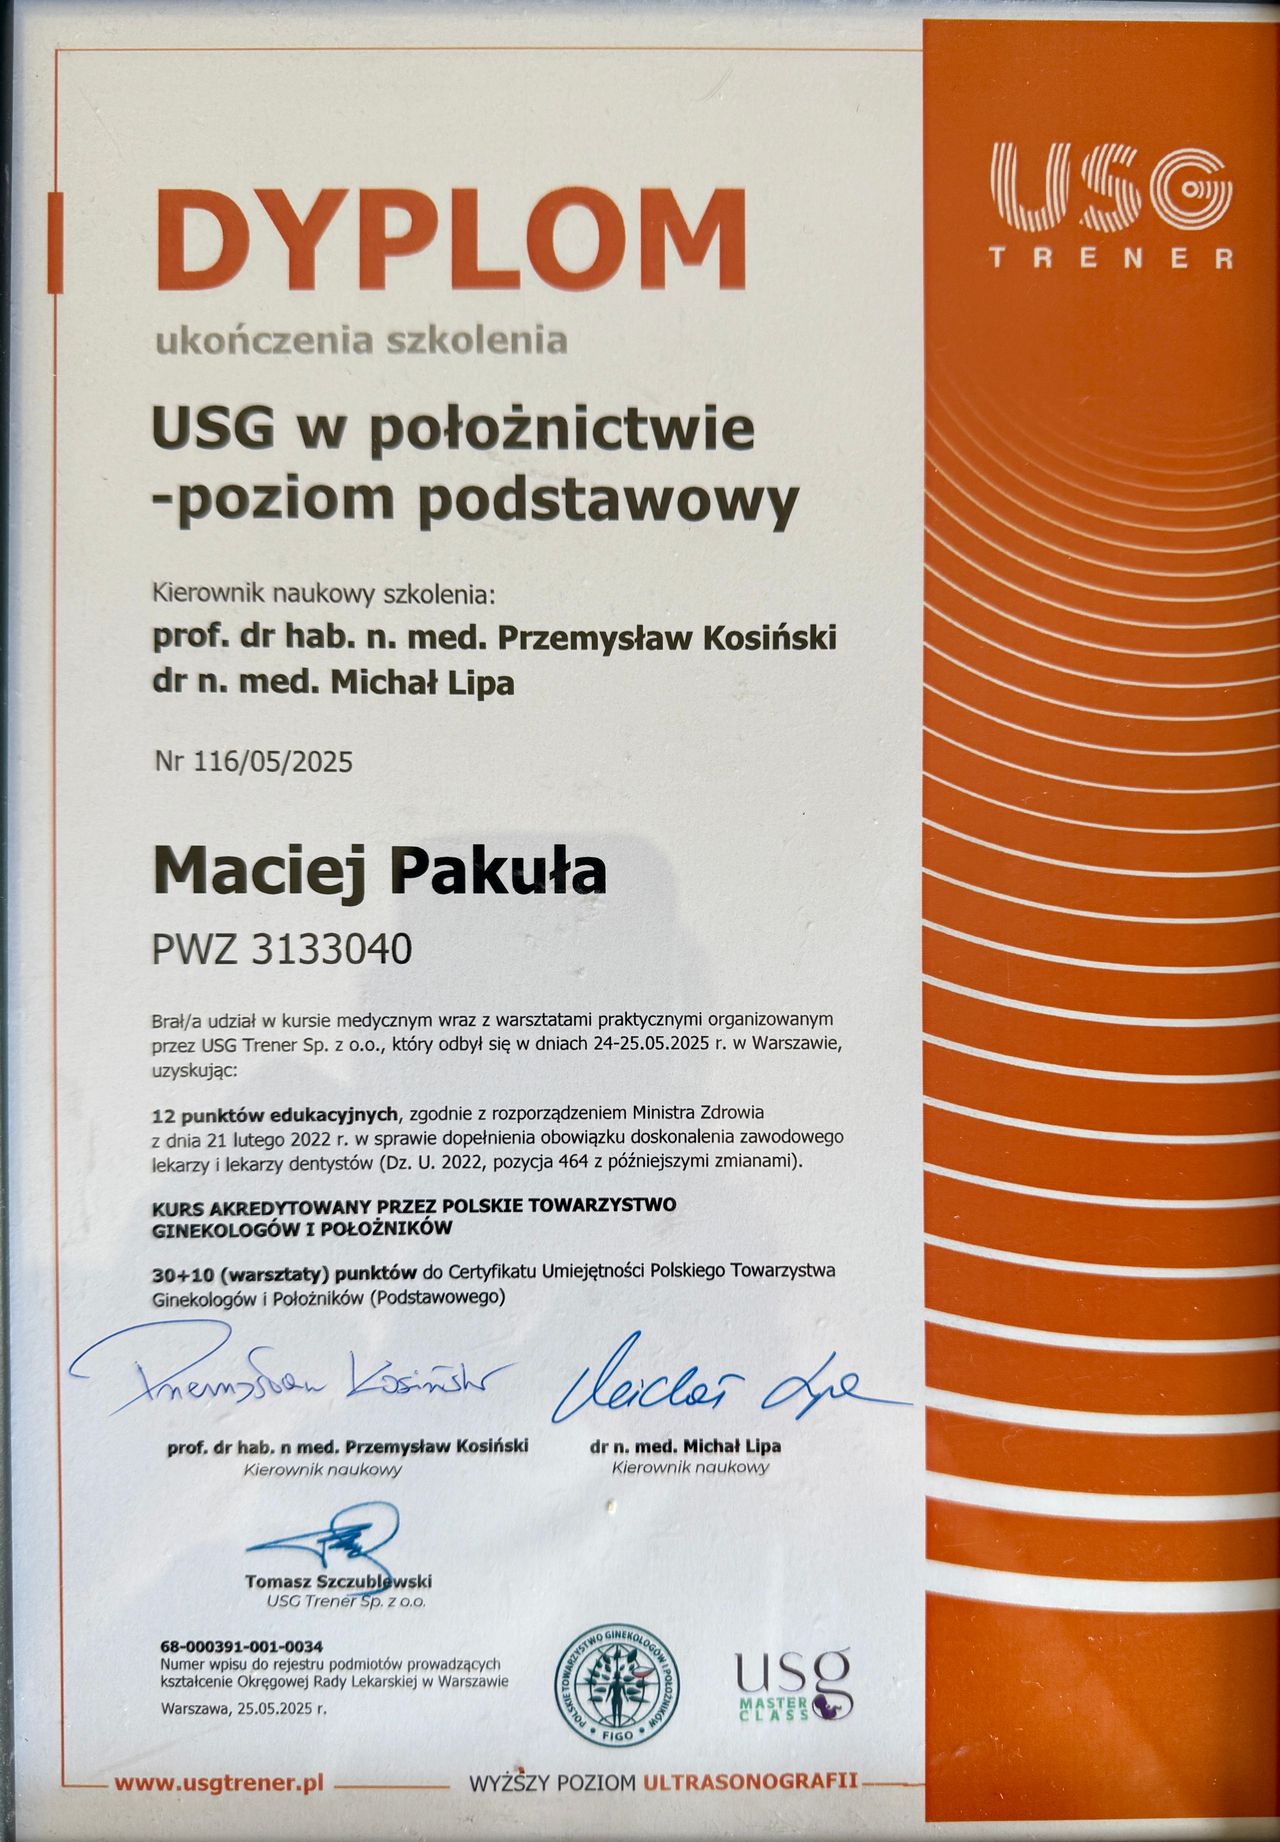 USG
TRENER
DYPLOM
ukończenia szkolenia
USG w położnictwie
-poziom podstawowy
Kierownik naukowy szkolenia:
prof. dr hab. n. med. Przemysław Kosiński
dr n. med. Michał Lipa
Nr 116/05/2025
Maciej Pakuła
PWZ 3133040
Brał/a udział w kursie medycznym wraz z warsztatami praktycznymi organizowanym
przez USG Trener Sp. z o.o., który odbył się w dniach 24-25.05.2025 r. w Warszawie,
uzyskując:
12 punktów edukacyjnych, zgodnie z rozporządzeniem Ministra Zdrowia
z dnia 21 lutego 2022 r. w sprawie dopełnienia obowiązku doskonalenia zawodowego
lekarzy i lekarzy dentystów (Dz. U. 2022, pozycja 464 z późniejszymi zmianami).
KURS AKREDYTOWANY PRZEZ POLSKIE TOWARZYSTWO
GINEKOLOGÓW I POŁOŻNIKÓW
30+10 (warsztaty) punktów do Certyfikatu Umiejętności Polskiego Towarzystwa
Ginekologów i Położników (Podstawowego)
Przemysław Kosiński
Michał Lipa
prof. dr hab. n med. Przemysław Kosiński
Kierownik naukowy
dr n. med. Michał Lipa
Kierownik naukowy
Tomasz Szczublewski
USG Trener Sp. z o.o.
68-000391-001-0034
Numer wpisu do rejestru podmiotów prowadzących
kształcenie Okręgowej Rady Lekarskiej w Warszawie
Warszawa, 25.05.2025 r.
POLSKIE TOWARZYSTWO GINEKOLOGÓW I POŁOŻNIKÓW
FIGO
usg
MASTER
CLASS
www.usgtrener.pl
WYŻSZY POZIOM ULTRASONOGRAFII